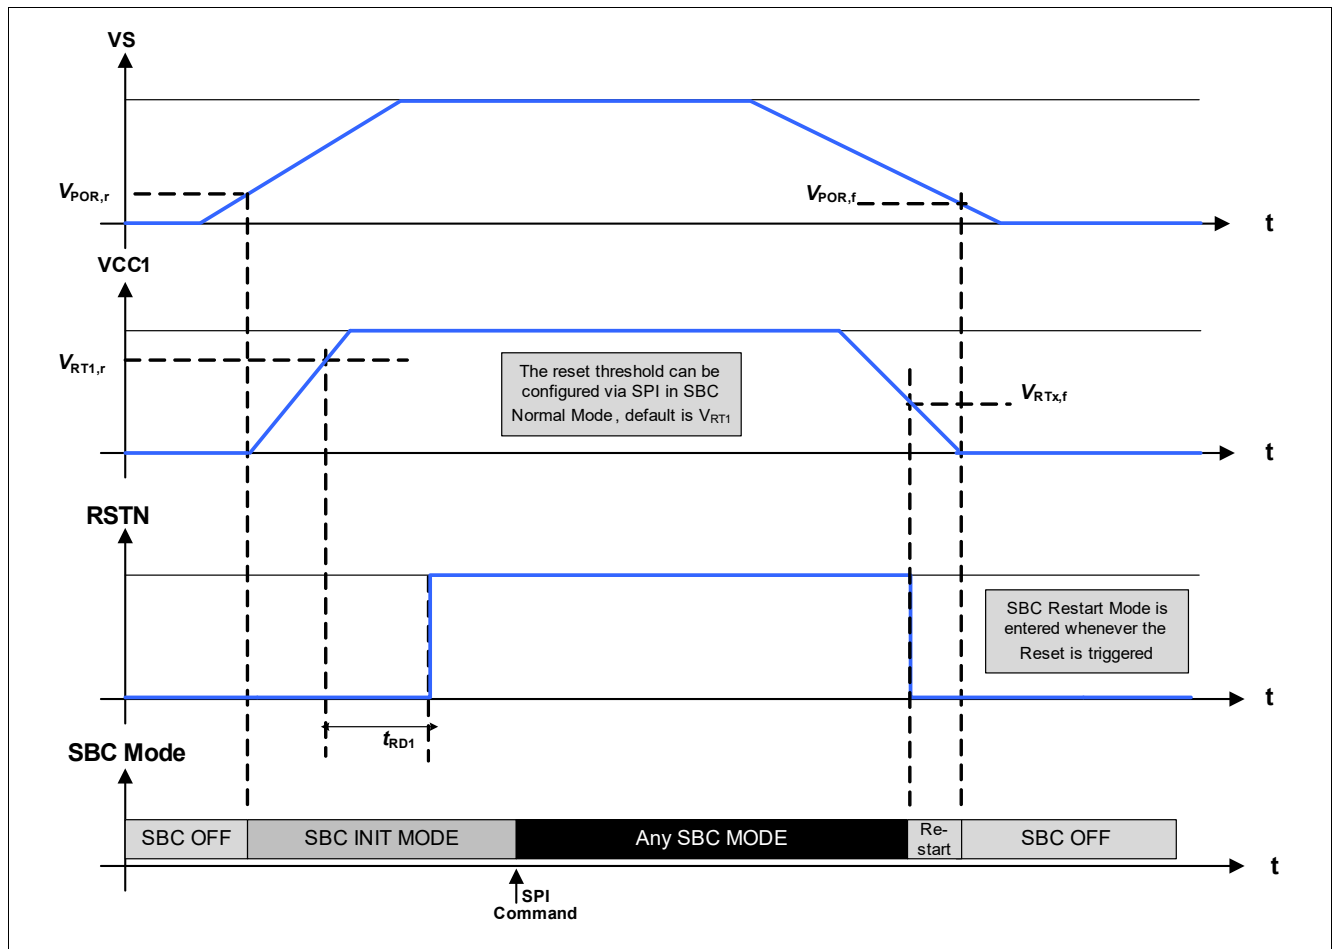 VS
VPOR,r
VPOR,f
t
VCC1
VRT1,r
The reset threshold can be
configured via SPI in SBC
Normal Mode, default is VRT1
VRTx,f
t
RSTN
SBC Restart Mode is
entered whenever the
Reset is triggered
t
tRD1
SBC Mode
SBC OFF
SBC INIT MODE
Any SBC MODE
Re-
start
SBC OFF
t
SPI
Command